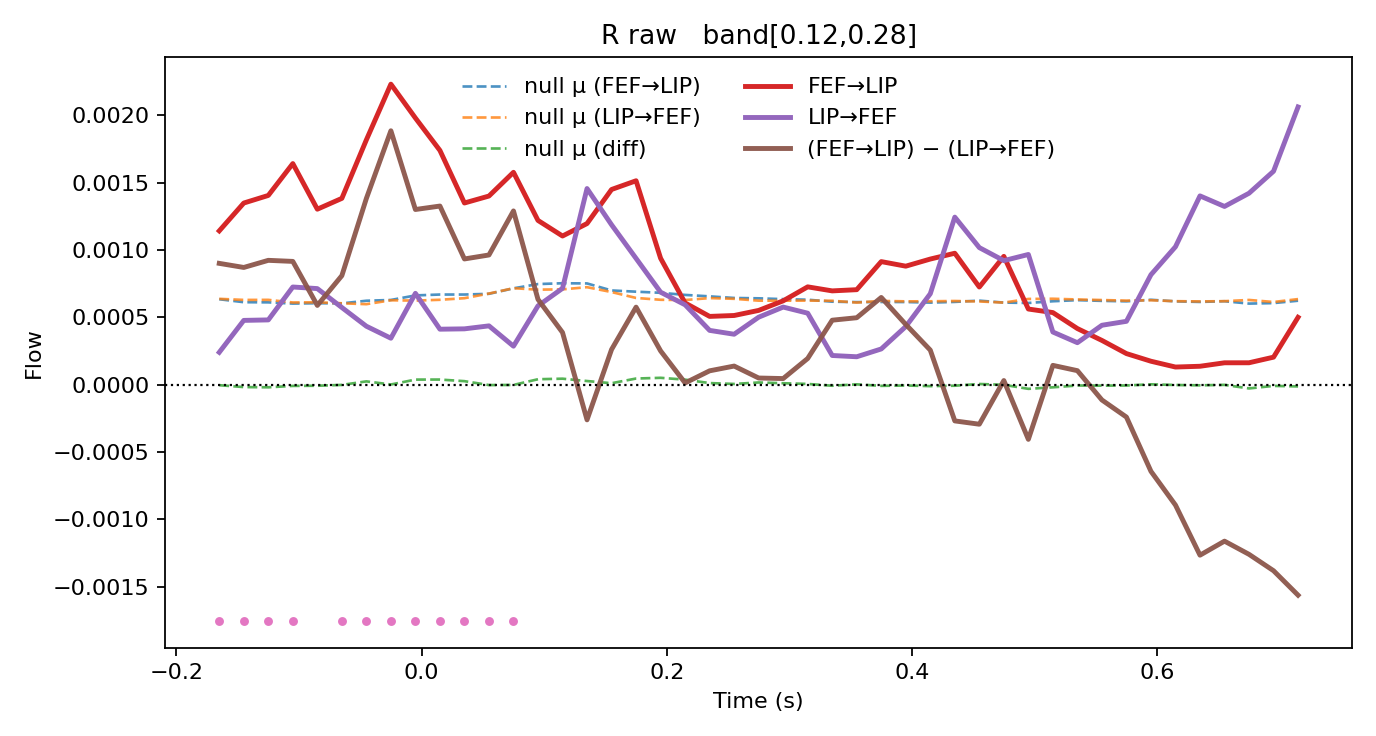 R raw   band[0.12,0.28]
null μ (FEF→LIP)
null μ (LIP→FEF)
null μ (diff)
FEF→LIP
LIP→FEF
(FEF→LIP) − (LIP→FEF)
Flow
0.0020
0.0015
0.0010
0.0005
0.0000
−0.0005
−0.0010
−0.0015
−0.2
0.0
0.2
0.4
0.6
Time (s)